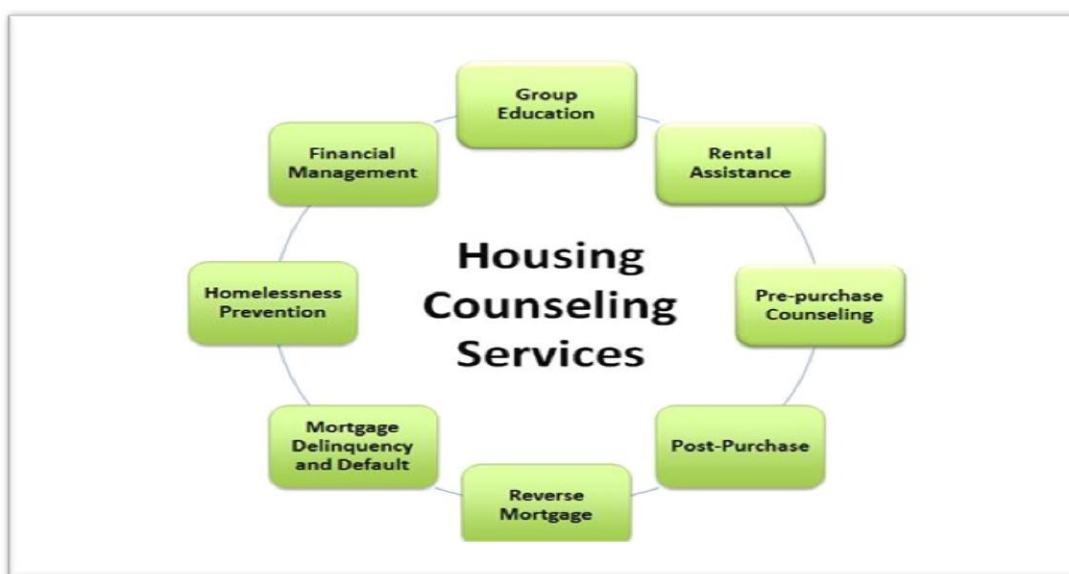 Group
Education
Rental
Assistance
Pre-purchase
Counseling
Post-Purchase
Reverse
Mortgage
Mortgage
Delinquency
and Default
Homelessness
Prevention
Financial
Management
Housing
Counseling
Services